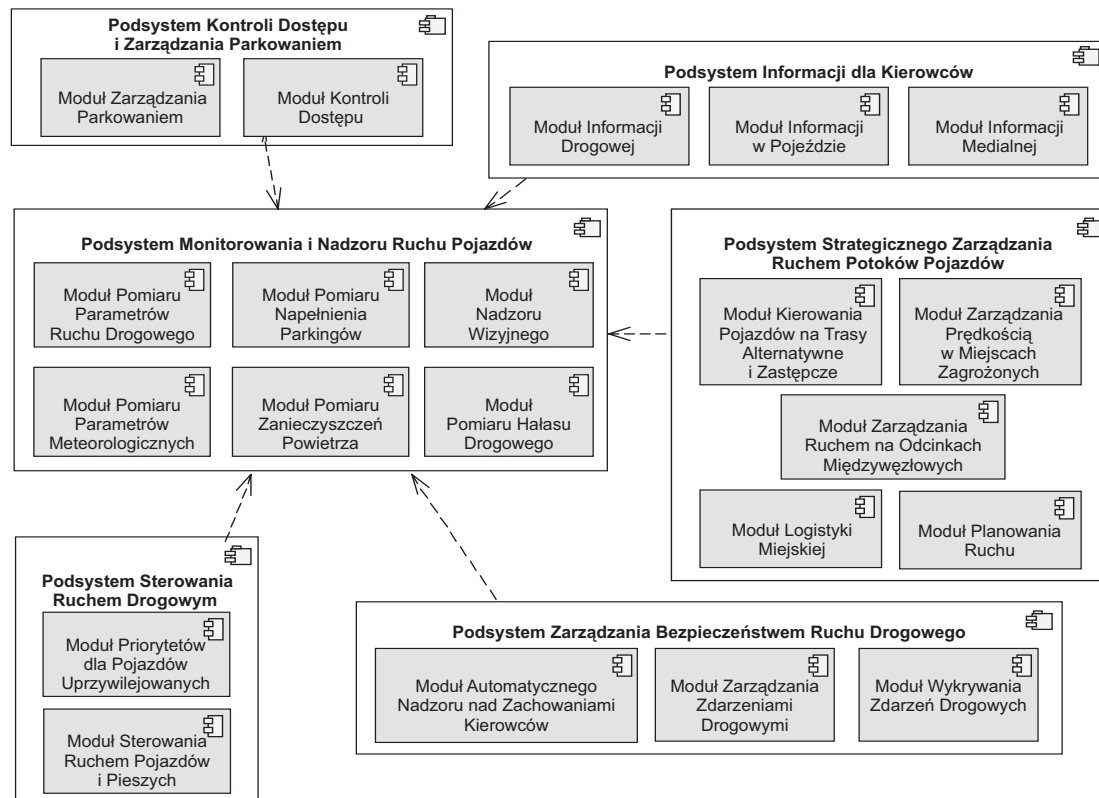 Podsystem Kontroli Dostępu
i Zarządzania Parkowaniem
Moduł Zarządzania
Parkowaniem
Moduł Kontroli
Dostępu
Podsystem Informacji dla Kierowców
Moduł Informacji
Drogowej
Moduł Informacji
w Pojeździe
Moduł Informacji
Medialnej
Podsystem Monitorowania i Nadzoru Ruchu Pojazdów
Moduł Pomiaru
Parametrów
Ruchu Drogowego
Moduł Pomiaru
Napełnienia
Parkingów
Moduł
Nadzoru
Wizyjnego
Moduł Pomiaru
Parametrów
Meteorologicznych
Moduł Pomiaru
Zanieczyszczeń
Powietrza
Moduł
Pomiaru Hałasu
Drogowego
Podsystem Strategicznego Zarządzania
Ruchem Potoków Pojazdów
Moduł Kierowania
Pojazdów na Trasy
Alternatywne
i Zastępcze
Moduł Zarządzania
Prędkością
w Miejscach
Zagrożonych
Moduł Zarządzania
Ruchem na Odcinkach
Międzywęzłowych
Moduł Logistyki
Miejskiej
Moduł Planowania
Ruchu
Podsystem Sterowania
Ruchem Drogowym
Moduł Priorytetów
dla Pojazdów
Uprzywilejowanych
Moduł Sterowania
Ruchem Pojazdów
i Pieszych
Podsystem Zarządzania Bezpieczeństwem Ruchu Drogowego
Moduł Automatycznego
Nadzoru nad Zachowaniami
Kierowców
Moduł Zarządzania
Zdarzeniami
Drogowymi
Moduł Wykrywania
Zdarzeń Drogowych